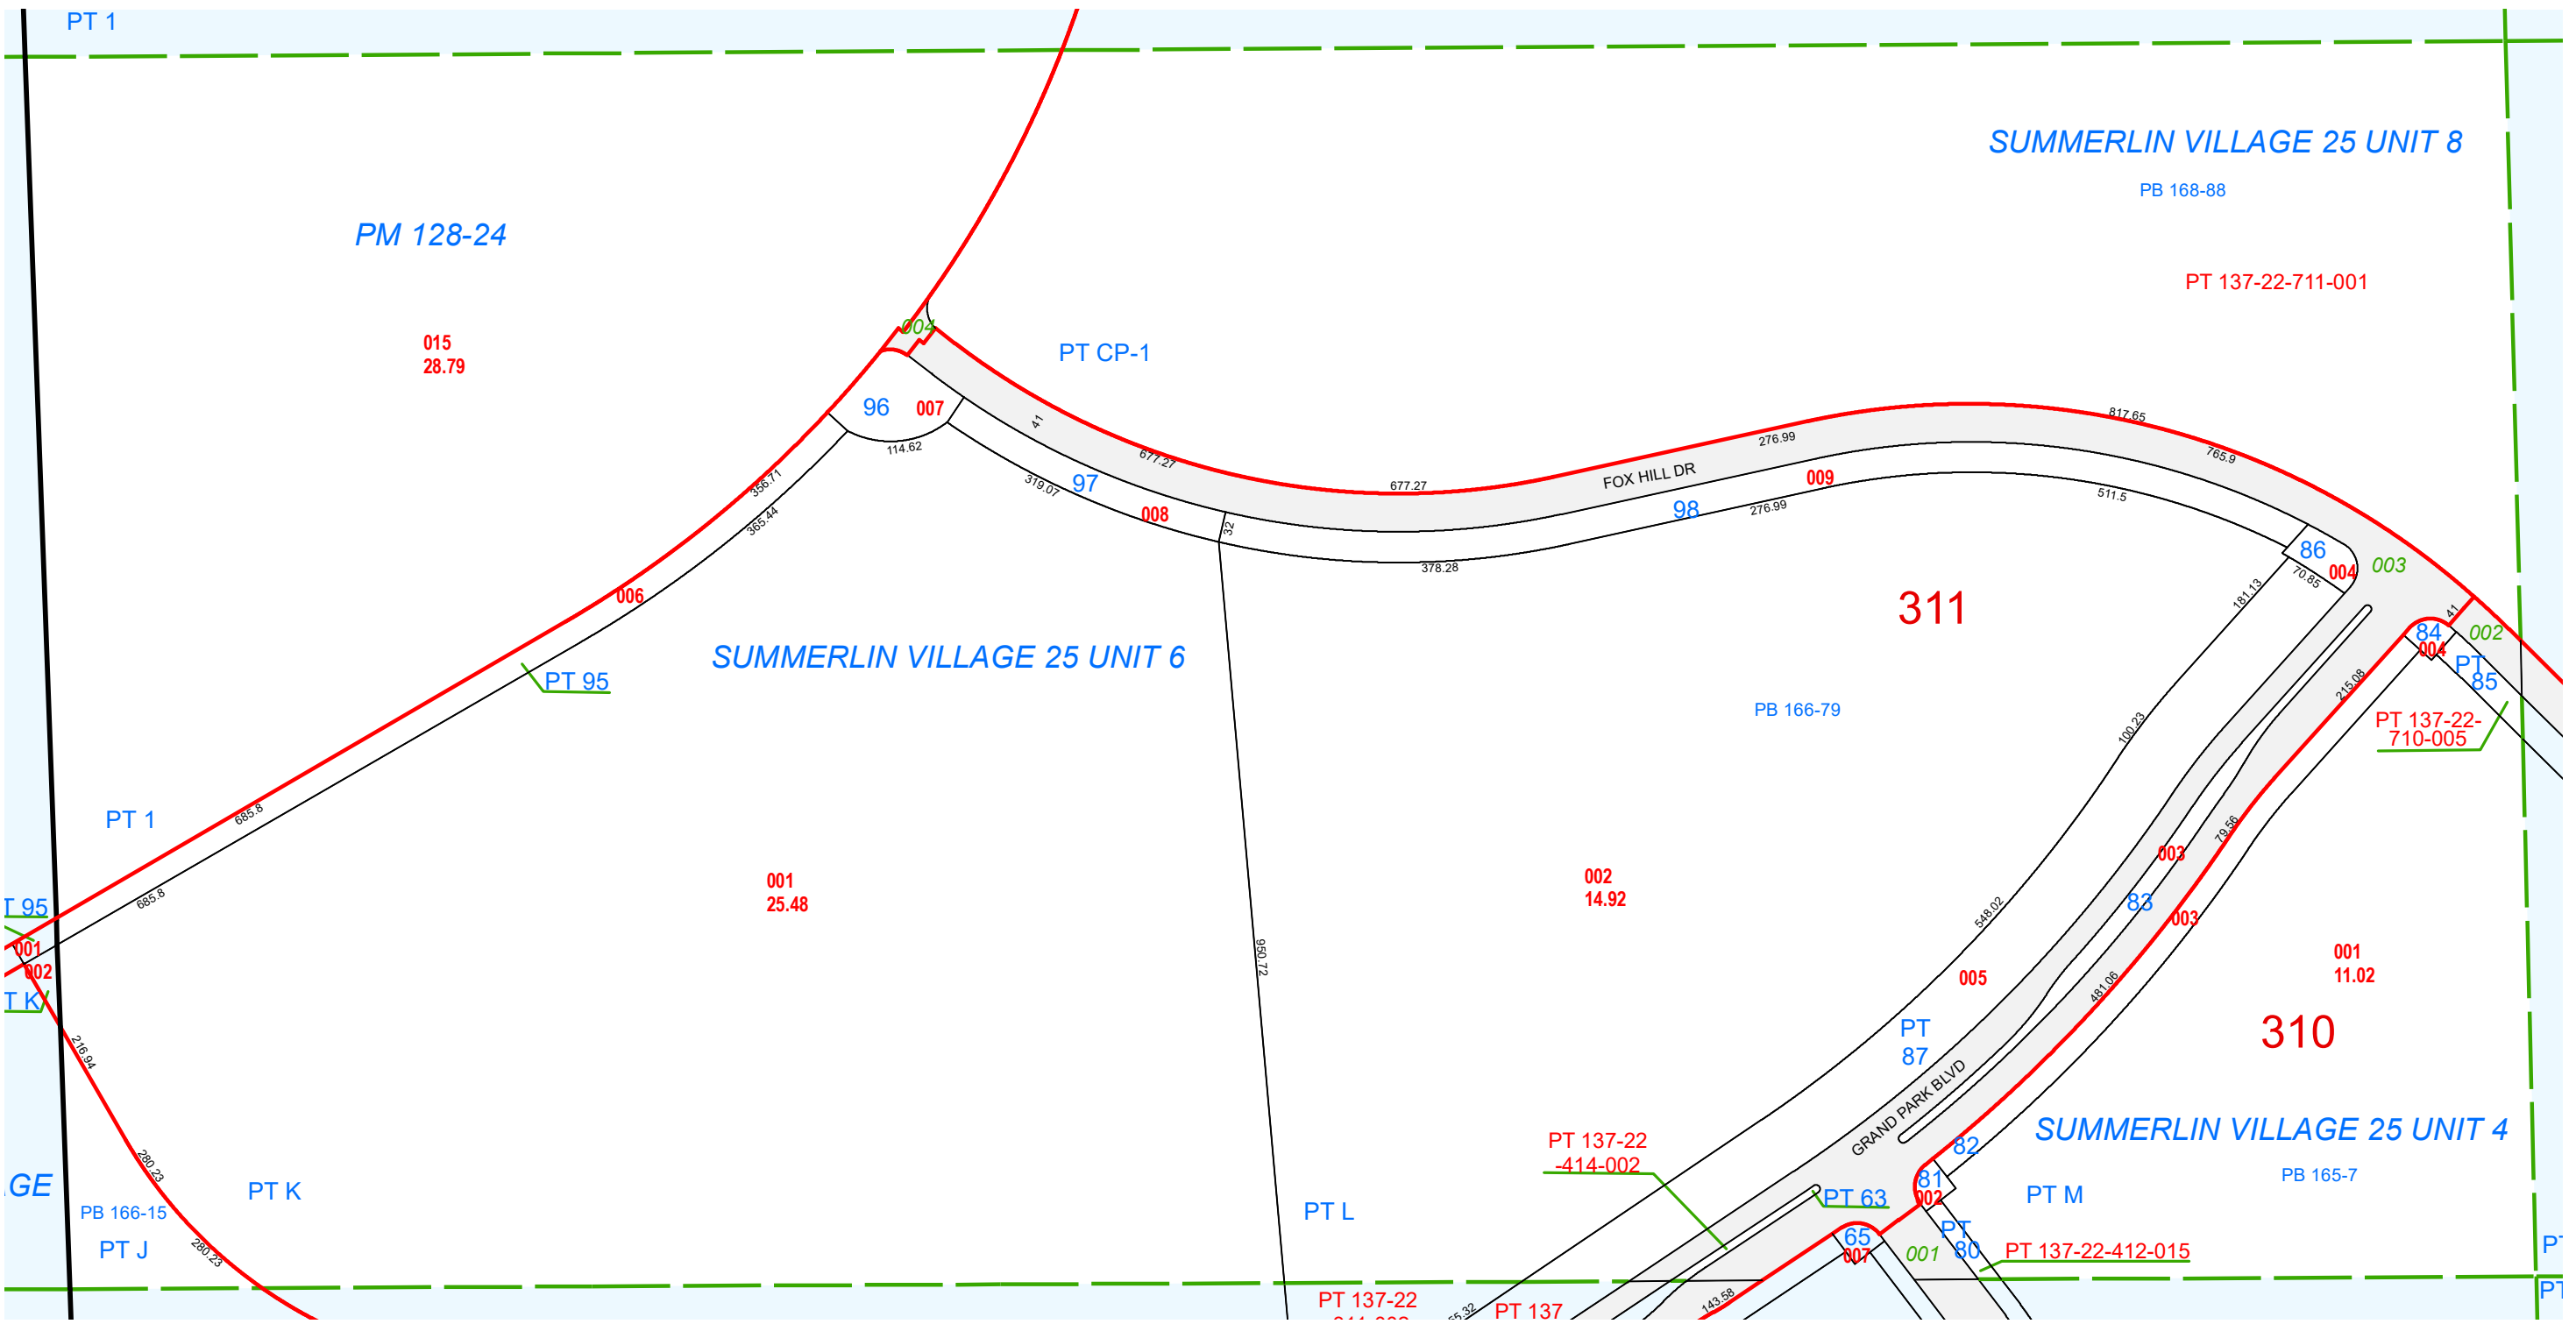 PT 1
SUMMERLIN VILLAGE 25 UNIT 8
PB 168-88
PM 128-24
PT 137-22-711-001
015
28.79
004
PT CP-1
96
007
114.62
41
677.27
677.27
276.99
817.65
765.9
FOX HILL DR
97
319.07
008
32
378.28
98
276.99
009
511.5
356.71
365.44
006
86
004
70.85
003
181.13
41
84
004
002
PT
85
PT 137-22-
710-005
215.08
311
SUMMERLIN VILLAGE 25 UNIT 6
PT 95
PB 166-79
100.23
79.56
685.8
PT 1
685.8
001
25.48
002
14.92
003
83
003
548.02
481.06
950.72
T 95
001
002
T K
005
001
11.02
310
PT
87
216.94
GRAND PARK BLVD
SUMMERLIN VILLAGE 25 UNIT 4
PB 165-7
PT 137-22
-414-002
82
81
002
PT M
280.23
.GE
PT K
PB 166-15
PT J
280.23
PT L
PT 63
65
007
001
PT
80
PT 137-22-412-015
143.58
PT 137-22
PT 137
55.32
PT
PT